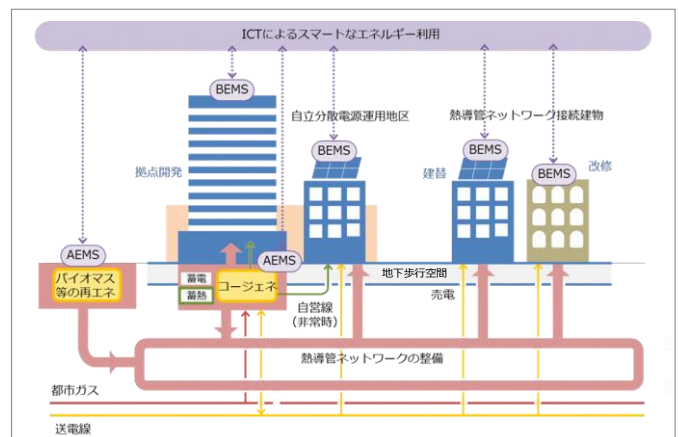 ICTによるスマートなエネルギー利用
BEMS
自立分散電源運用地区
熱導管ネットワーク接続建物
BEMS
BEMS
拠点開発
建替
BEMS
改修
AEMS
AEMS
バイオマス
等の再エネ
蓄電
蓄熱
コージェネ
地下歩行空間
自営線
(非常時)
売電
熱導管ネットワークの整備
都市ガス
送電線